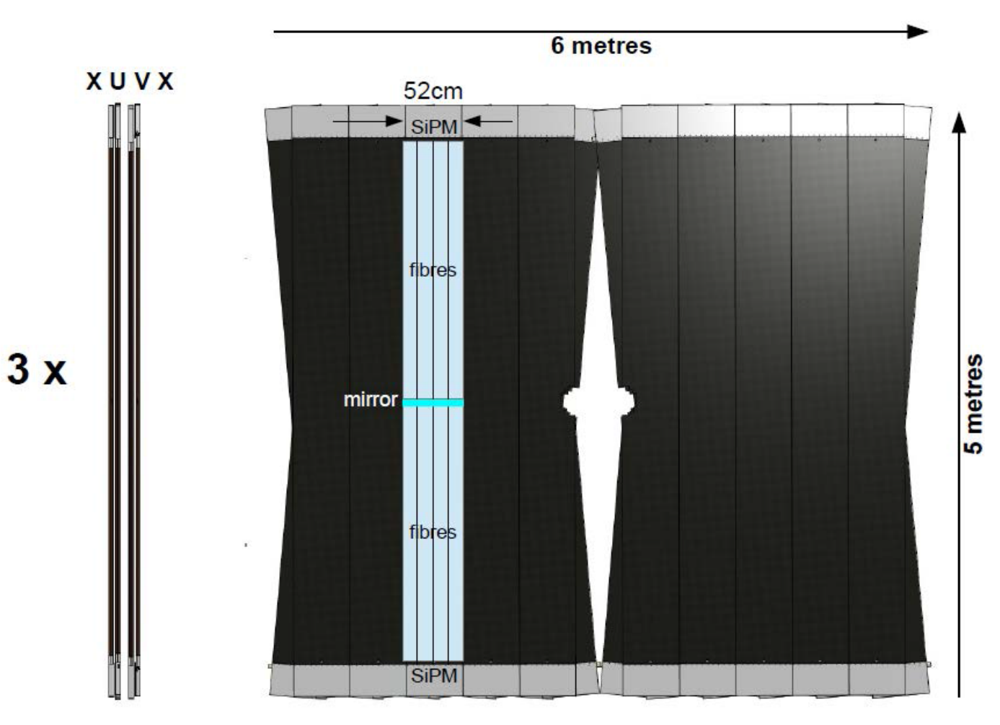 6 metres
X U V X
52cm
SiPM
fibres
3 x
mirror
5 metres
fibres
SiPM